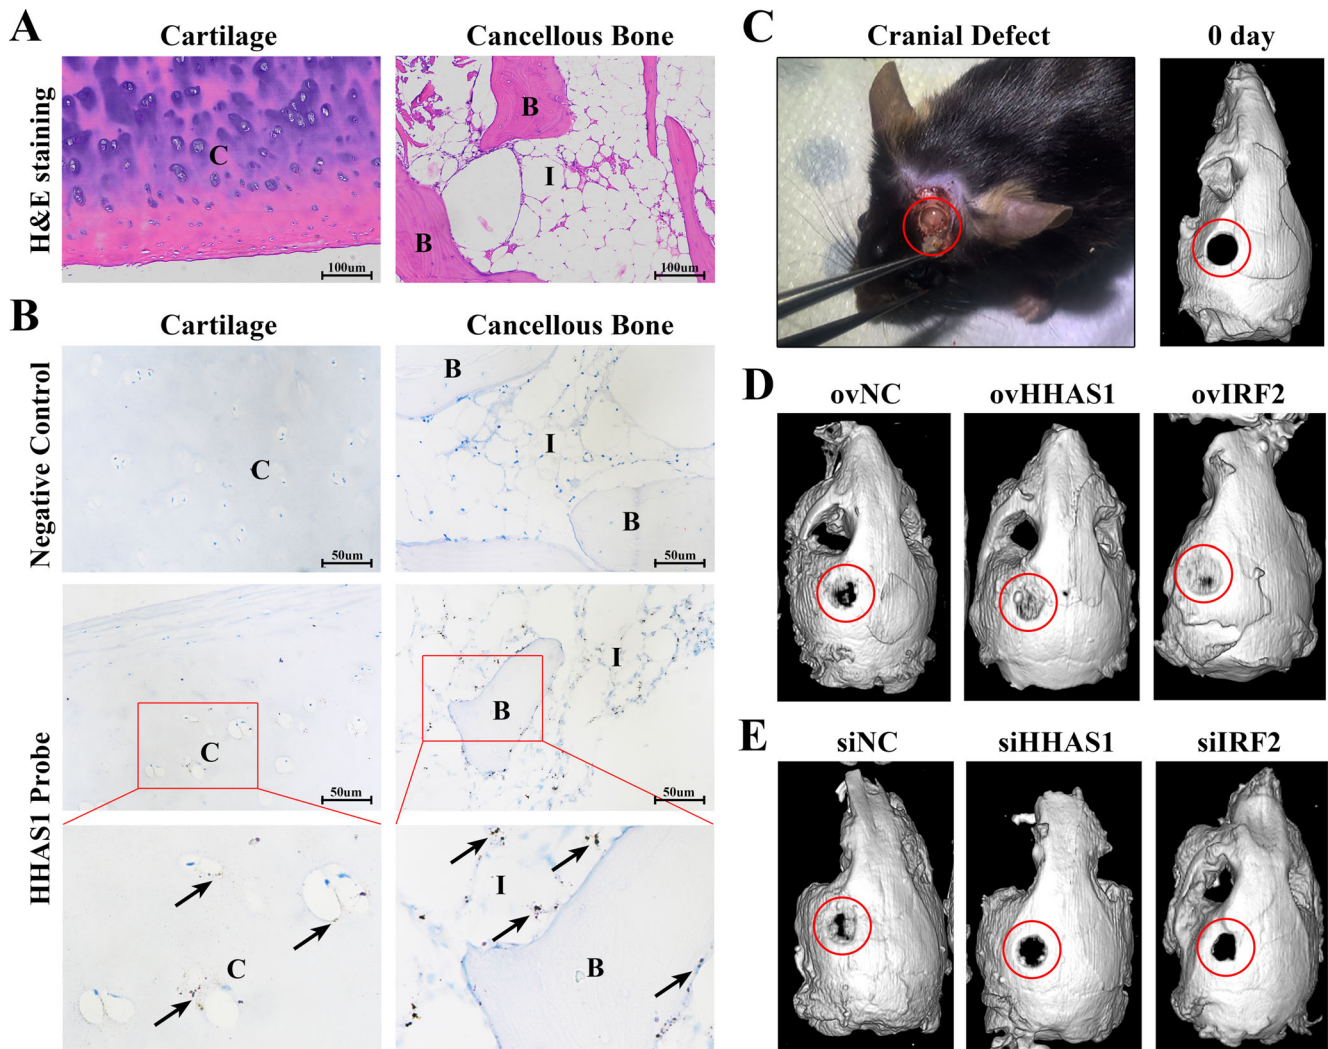 A
Cartilage
Cancellous Bone
H&E staining
C
100um
B
I
B
100um
B
Cartilage
Cancellous Bone
Negative Control
C
50um
B
I
B
50um
HHAS1 Probe
C
50um
I
B
50um
C
I
B
C
Cranial Defect
0 day
D
ovNC
ovHHAS1
ovIRF2
E
siNC
siHHAS1
siIRF2